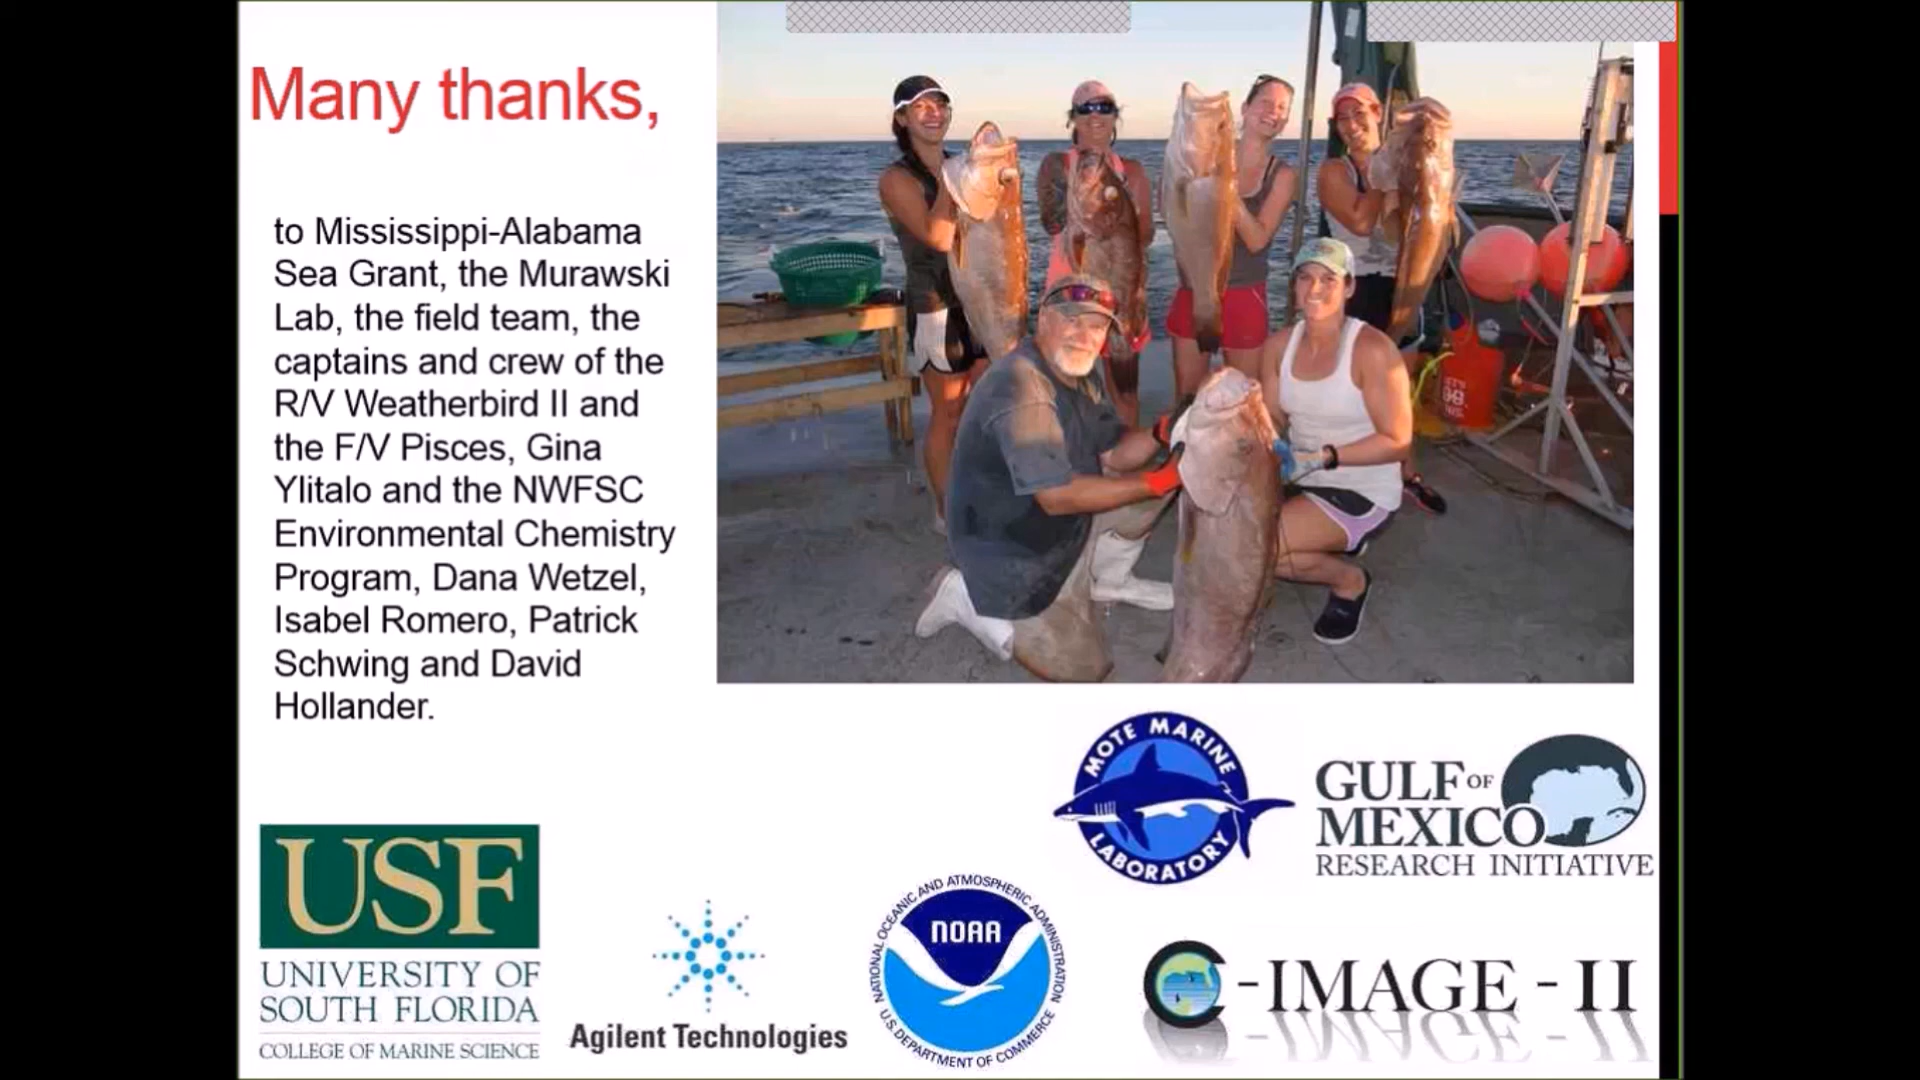 Many thanks,
to Mississippi-Alabama
Sea Grant, the Murawski
Lab, the field team, the
captains and crew of the
R/V Weatherbird II and
the F/V Pisces, Gina
Ylitalo and the NWFSC
Environmental Chemistry
Program, Dana Wetzel,
Isabel Romero, Patrick
Schwing and David
Hollander.
MOTE MARINE
LABORATORY
GULF OF
MEXICO
RESEARCH INITIATIVE
USF
UNIVERSITY OF
SOUTH FLORIDA
COLLEGE OF MARINE SCIENCE
Agilent Technologies
NATIONAL OCEANIC AND ATMOSPHERIC ADMINISTRATION
NOAA
U.S. DEPARTMENT OF COMMERCE
C-IMAGE-II